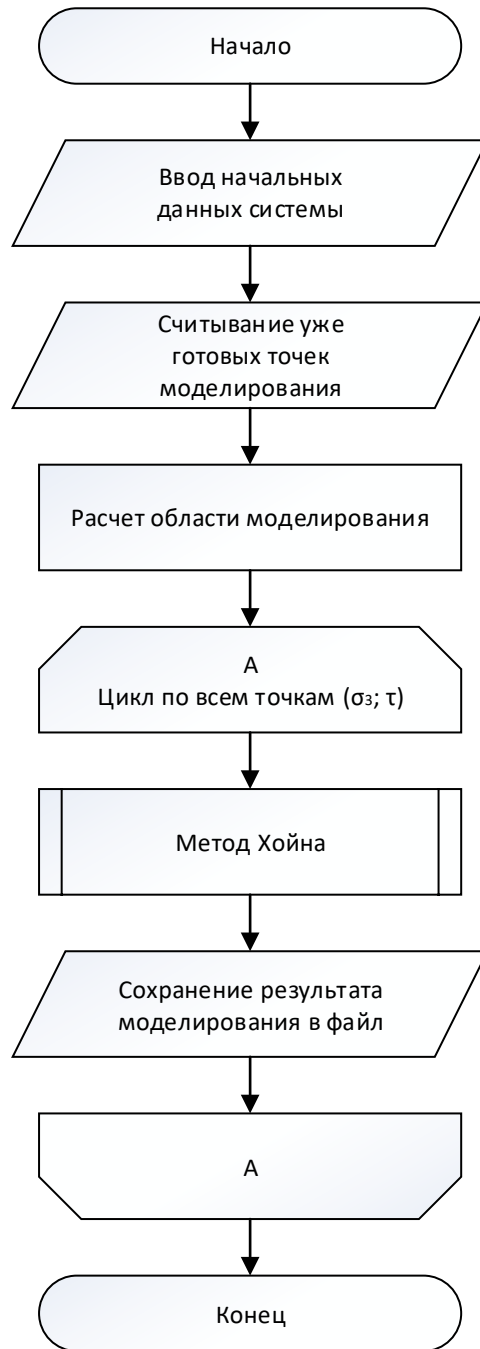 Начало
Ввод начальных
данных системы
Считывание уже
готовых точек
моделирования
Расчет области моделирования
А
Цикл по всем точкам (σ₃; τ)
Метод Хойна
Сохранение результата
моделирования в файл
А
Конец